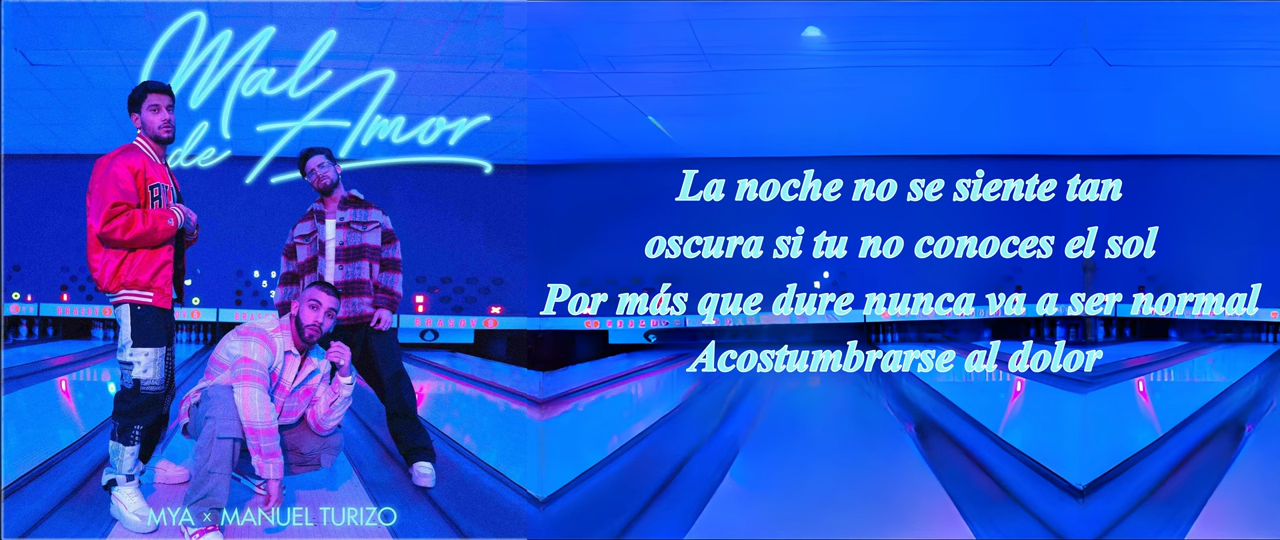 Mal
de Amor
MYA x MANUEL TURIZO
La noche no se siente tan
oscura si tu no conoces el sol
Por más que dure nunca va a ser normal
Acostumbrarse al dolor